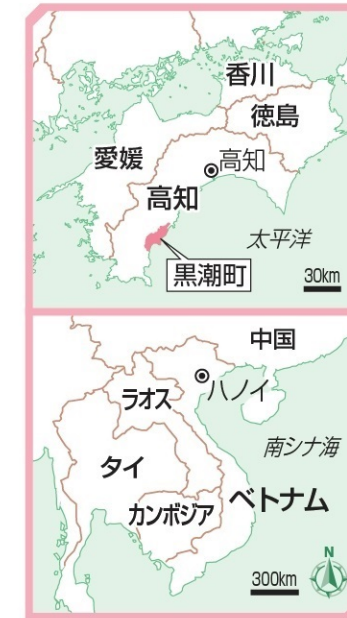 香川
徳島
愛媛
高知
高知
太平洋
黒潮町
30km
中国
ハノイ
ラオス
南シナ海
タイ
カンボジア
ベトナム
N
300km